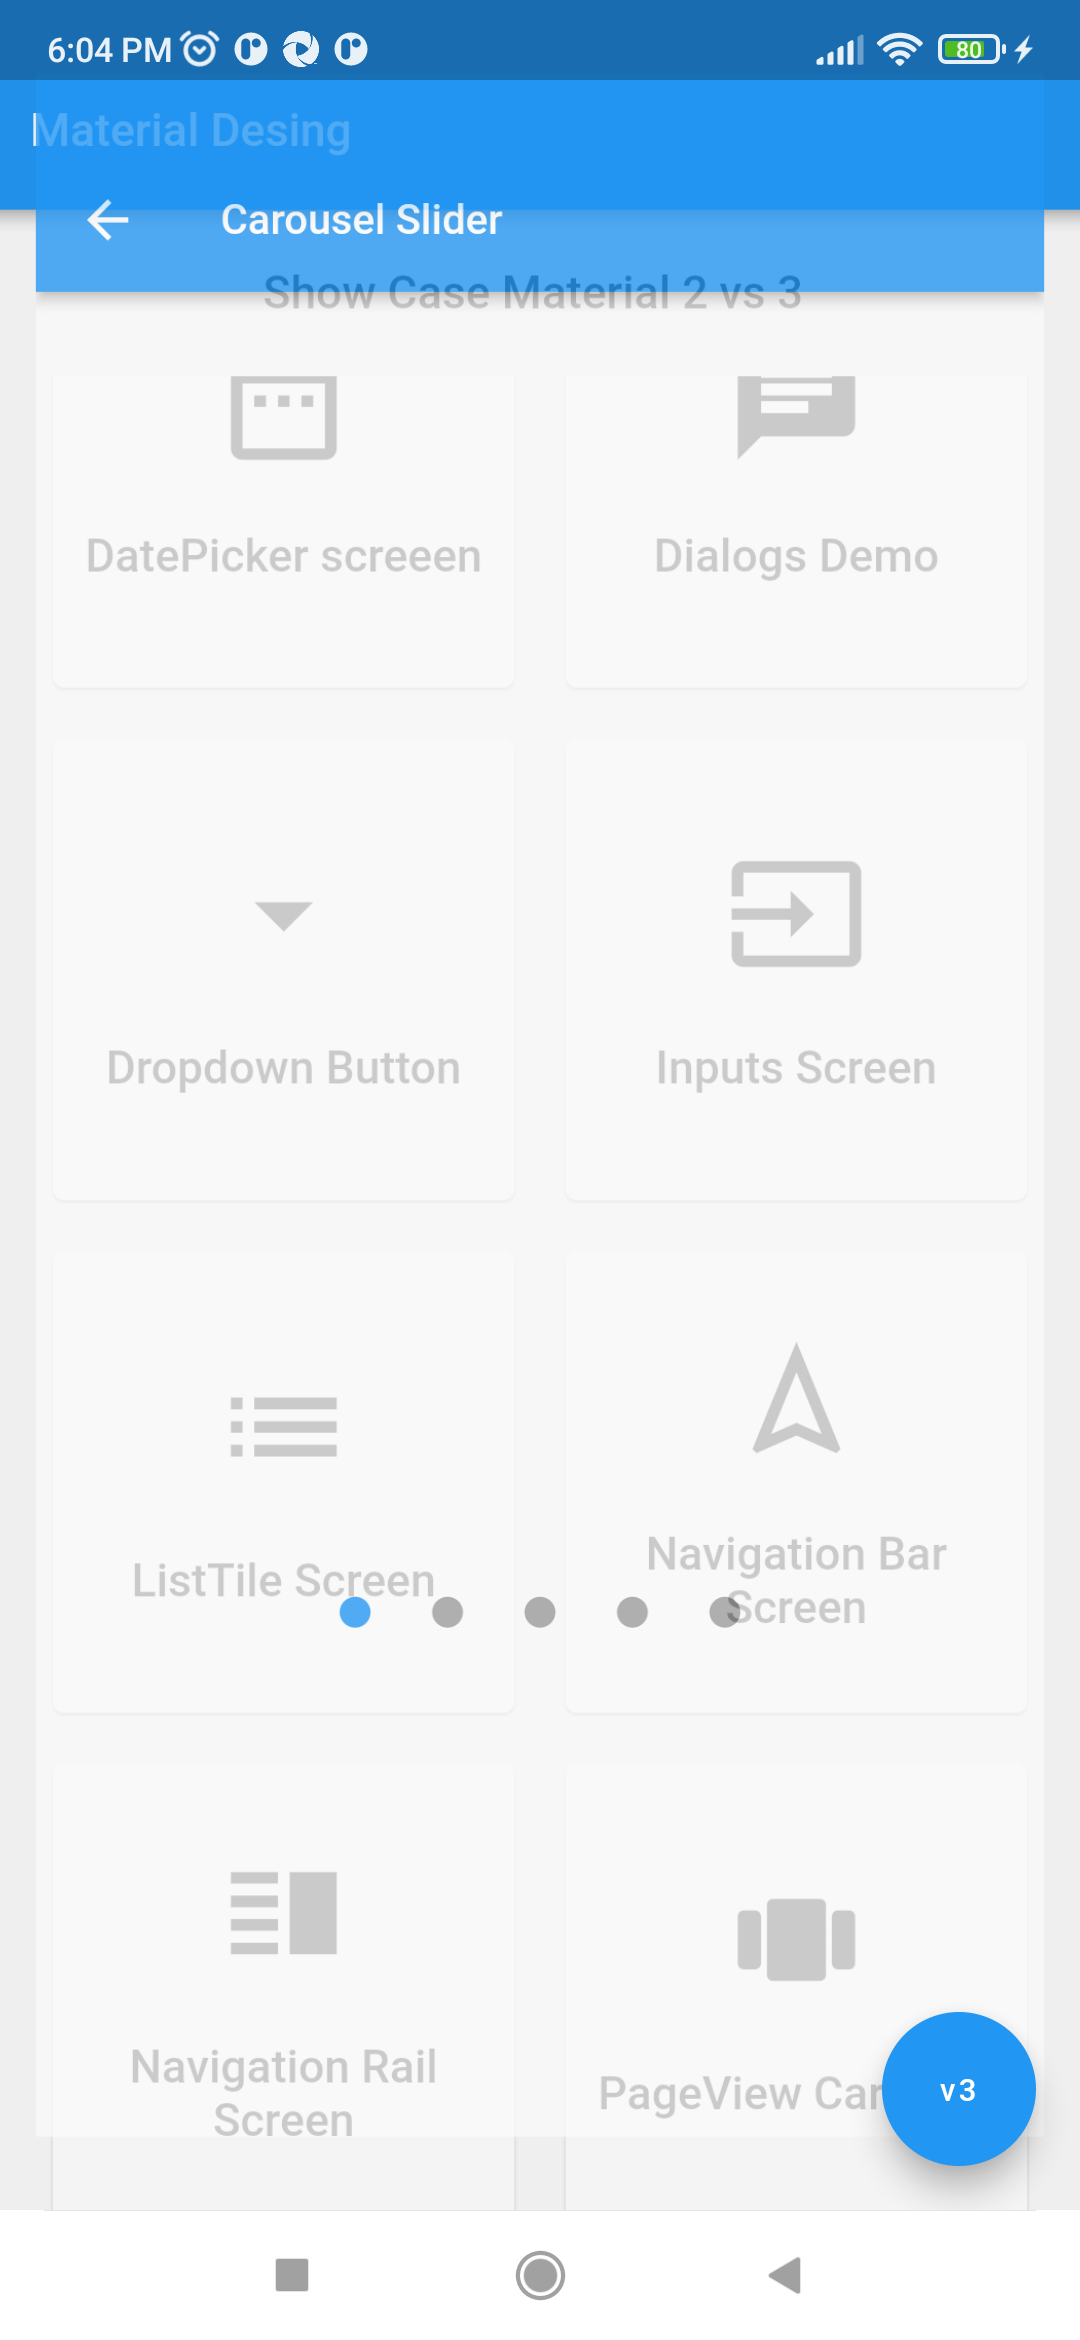 6:04 PM
80
Material Desing
Carousel Slider
Show Case Material 2 vs 3
DatePicker screeen
Dialogs Demo
Dropdown Button
Inputs Screen
ListTile Screen
Navigation Bar
Screen
Navigation Rail
Screen
PageView Car
v3